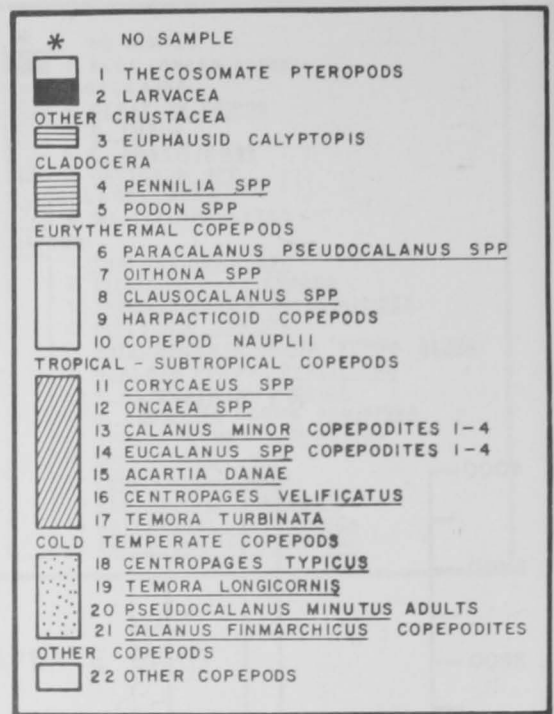 * NO SAMPLE
1 THECOSOMATE PTEROPODS
2 LARVACEA
OTHER CRUSTACEA
3 EUPHAUSID CALYPTOPIS
CLADOCERA
4 PENNILIA SPP
5 PODON SPP
EURYTHERMAL COPEPODS
6 PARACALANUS PSEUDOCALANUS SPP
7 OITHONA SPP
8 CLAUSOCALANUS SPP
9 HARPACTICOID COPEPODS
10 COPEPOD NAUPLII
TROPICAL - SUBTROPICAL COPEPODS
11 CORYCAEUS SPP
12 ONCAEA SPP
13 CALANUS MINOR COPEPODITES 1-4
14 EUCALANUS SPP COPEPODITES 1-4
15 ACARTIA DANAE
16 CENTROPAGES VELIFICATUS
17 TEMORA TURBINATA
COLD TEMPERATE COPEPODS
18 CENTROPAGES TYPICUS
19 TEMORA LONGICORNIS
20 PSEUDOCALANUS MINUTUS ADULTS
21 CALANUS FINMARCHICUS COPEPODITES
OTHER COPEPODS
22 OTHER COPEPODS